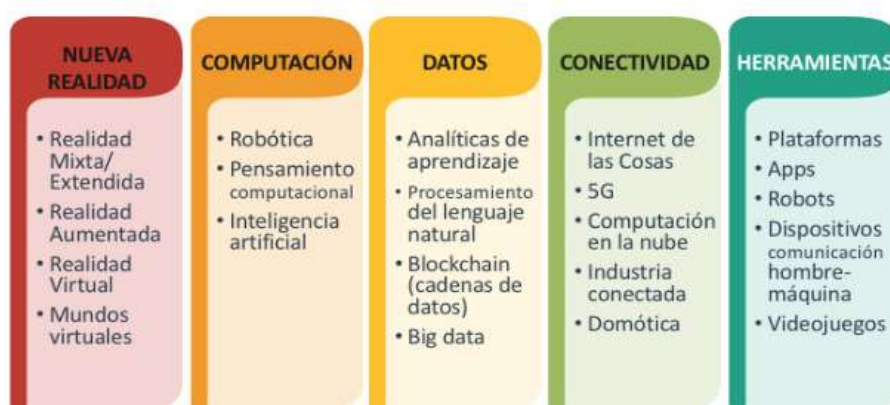 NUEVA
REALIDAD
• Realidad
Mixta/
Extendida
• Realidad
Aumentada
• Realidad
Virtual
• Mundos
virtuales
COMPUTACIÓN
• Robótica
• Pensamiento
computacional
• Inteligencia
artificial
DATOS
• Analíticas de
aprendizaje
• Procesamiento
del lenguaje
natural
• Blockchain
(cadenas de
datos)
• Big data
CONECTIVIDAD
• Internet de
las Cosas
• 5G
• Computación
en la nube
• Industria
conectada
• Domótica
HERRAMIENTAS
• Plataformas
• Apps
• Robots
• Dispositivos
comunicación
hombre-
máquina
• Videojuegos